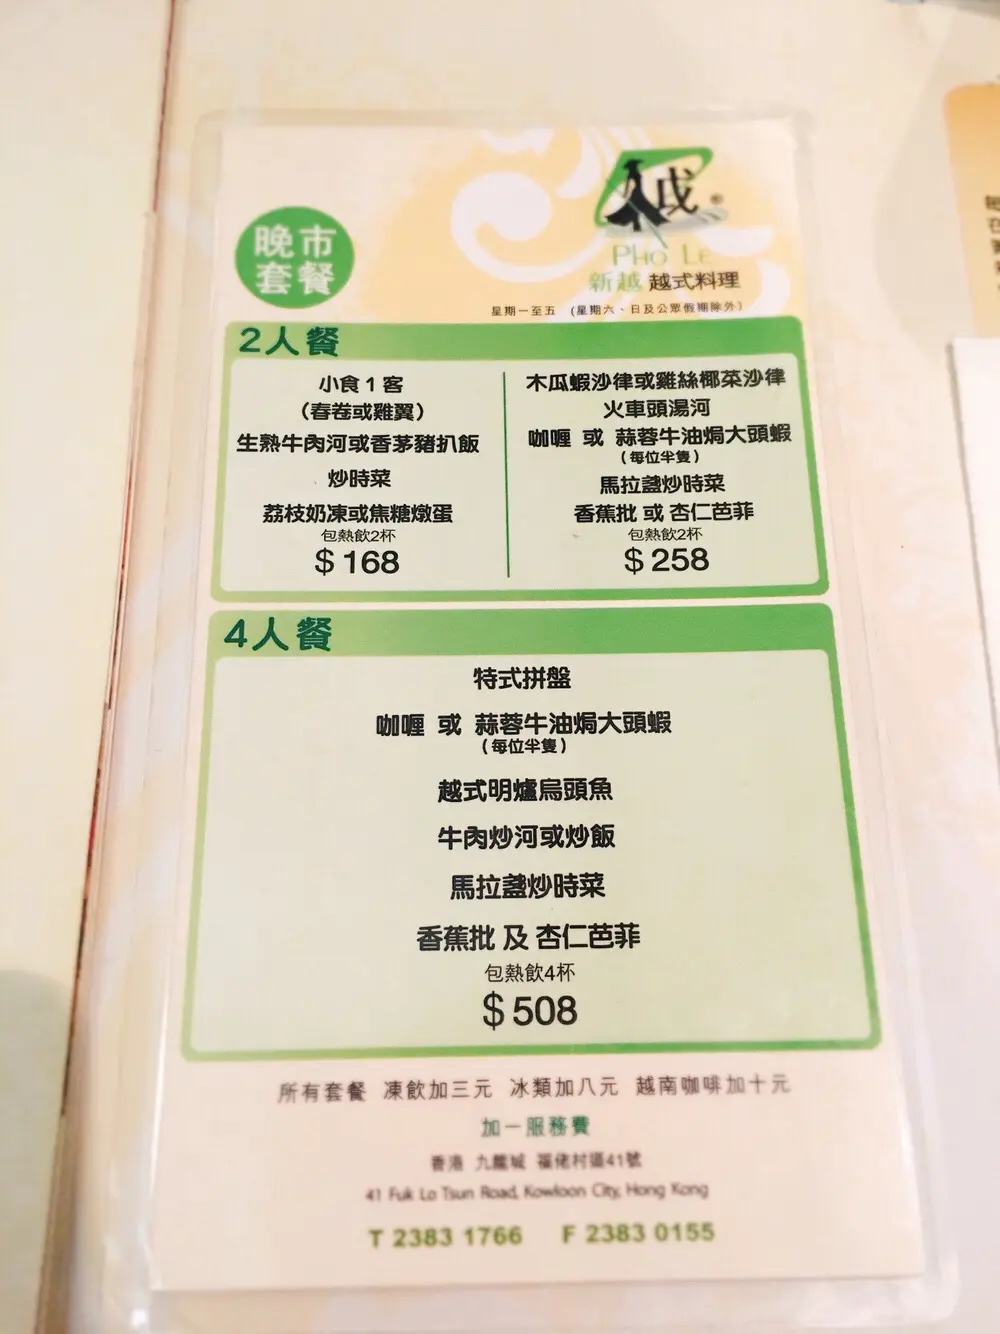 越
PHO LE
新越 越式料理
晚市
套餐
星期一至五 (星期六、日及公眾假期除外)
2人餐
小食1客
(春卷或雞翼)
生熟牛肉河或香茅豬扒飯
炒時菜
荔枝奶凍或焦糖燉蛋
包熱飲2杯
$168
木瓜蝦沙律或雞絲椰菜沙律
火車頭湯河
咖喱 或 蒜蓉牛油焗大頭蝦
(每位半隻)
馬拉盞炒時菜
香蕉批 或 杏仁芭菲
包熱飲2杯
$258
4人餐
特式拼盤
咖喱 或 蒜蓉牛油焗大頭蝦
(每位半隻)
越式明爐烏頭魚
牛肉炒河或炒飯
馬拉盞炒時菜
香蕉批 及 杏仁芭菲
包熱飲4杯
$508
所有套餐 凍飲加三元 冰類加八元 越南咖啡加十元
加一服務費
香港 九龍城 福佬村道41號
41 Fuk Lo Tsun Road, Kowloon City, Hong Kong
T 2383 1766 F 2383 0155